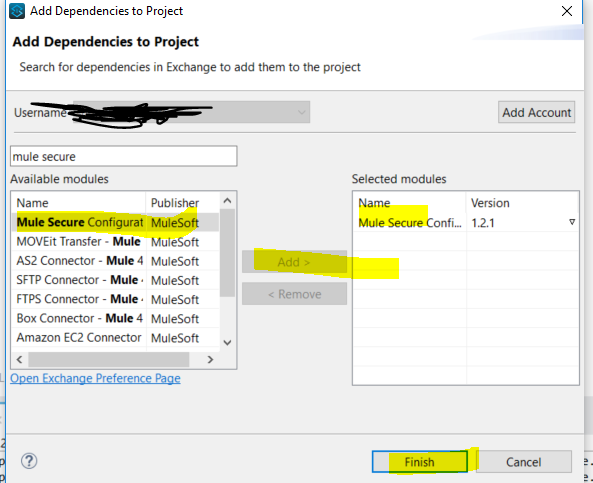 Add Dependencies to Project
Add Dependencies to Project
Search for dependencies in Exchange to add them to the project
Username
Add Account
mule secure
Available modules
Selected modules
Name Publisher
Name Version
Mule Secure Configurat MuleSoft
Mule Secure Confi... 1.2.1
MOVEit Transfer - Mule MuleSoft
AS2 Connector - Mule 4 MuleSoft
Add >
SFTP Connector - Mule MuleSoft
FTPS Connector - Mule MuleSoft
< Remove
Box Connector - Mule 4 MuleSoft
Amazon EC2 Connector MuleSoft
Open Exchange Preference Page
Finish
Cancel